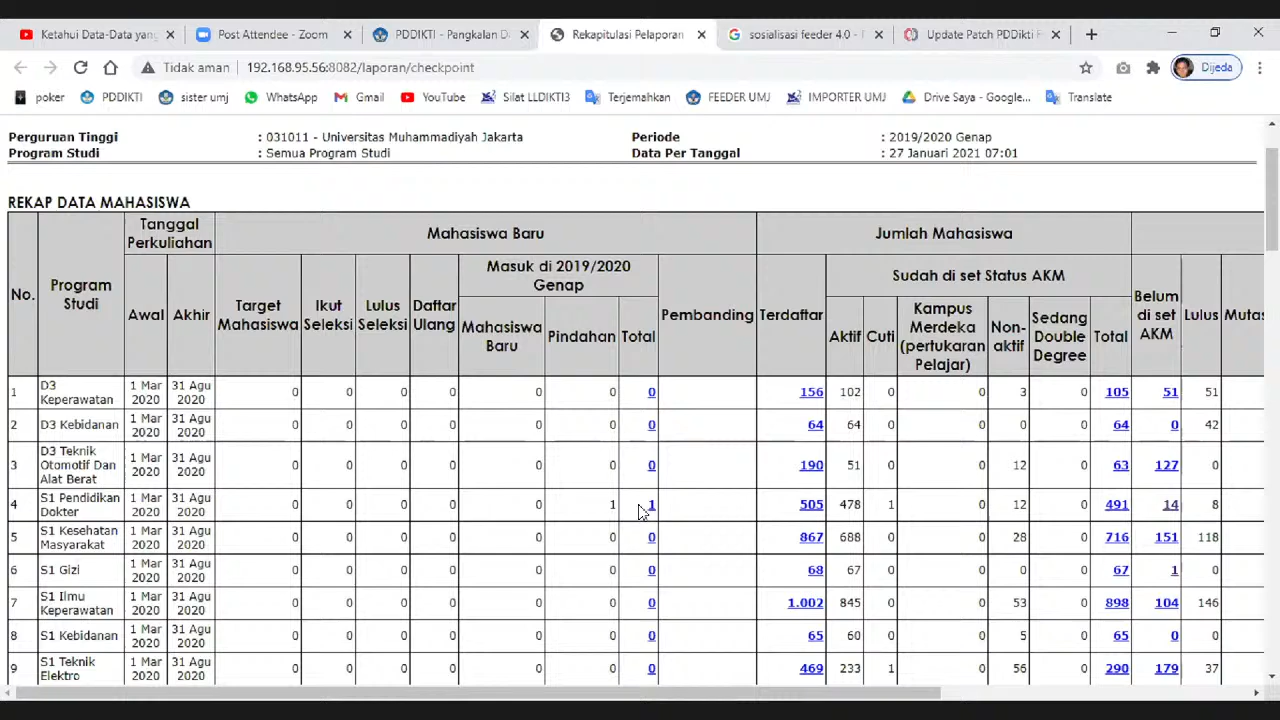 Ketahui Data-Data yang
Post Attendee - Zoom
PDDIKTI - Pangkalan D
Rekapitulasi Pelaporan
sosialisasi feeder 4.0 -
Update Patch PDDikti F
Tidak aman
192.168.95.56:8082/laporan/checkpoint
Dijeda
poker
PDDIKTI
sister umj
WhatsApp
Gmail
YouTube
Silat LLDIKTI3
Terjemahkan
FEEDER UMJ
IMPORTER UMJ
Drive Saya - Google...
Translate
Perguruan Tinggi : 031011 - Universitas Muhammadiyah Jakarta Periode : 2019/2020 Genap
Program Studi : Semua Program Studi Data Per Tanggal : 27 Januari 2021 07:01
REKAP DATA MAHASISWA
No.
Program
Studi
Tanggal
Perkuliahan
Awal
Akhir
Mahasiswa Baru
Target
Mahasiswa
Ikut
Seleksi
Lulus
Seleksi
Daftar
Ulang
Masuk di 2019/2020
Genap
Mahasiswa
Baru
Pindahan
Total
Pembanding
Jumlah Mahasiswa
Terdaftar
Sudah di set Status AKM
Aktif
Cuti
Kampus
Merdeka
(pertukaran
Pelajar)
Non-
aktif
Sedang
Double
Degree
Total
Belum
di set
AKM
Lulus
Mutas
1 D3 Keperawatan 1 Mar 2020 31 Agu 2020 0 0 0 0 0 0 0 156 102 0 0 3 0 105 51 51
2 D3 Kebidanan 1 Mar 2020 31 Agu 2020 0 0 0 0 0 0 0 64 64 0 0 0 0 64 0 42
3 D3 Teknik Otomotif Dan Alat Berat 1 Mar 2020 31 Agu 2020 0 0 0 0 0 0 0 190 51 0 0 12 0 63 127 0
4 S1 Pendidikan Dokter 1 Mar 2020 31 Agu 2020 0 0 0 0 0 1 1 505 478 1 0 12 0 491 14 8
5 S1 Kesehatan Masyarakat 1 Mar 2020 31 Agu 2020 0 0 0 0 0 0 0 867 688 0 0 28 0 716 151 118
6 S1 Gizi 1 Mar 2020 31 Agu 2020 0 0 0 0 0 0 0 68 67 0 0 0 0 67 1 0
7 S1 Ilmu Keperawatan 1 Mar 2020 31 Agu 2020 0 0 0 0 0 0 0 1.002 845 0 0 53 0 898 104 146
8 S1 Kebidanan 1 Mar 2020 31 Agu 2020 0 0 0 0 0 0 0 65 60 0 0 5 0 65 0 0
9 S1 Teknik Elektro 1 Mar 2020 31 Agu 2020 0 0 0 0 0 0 0 469 233 1 0 56 0 290 179 37